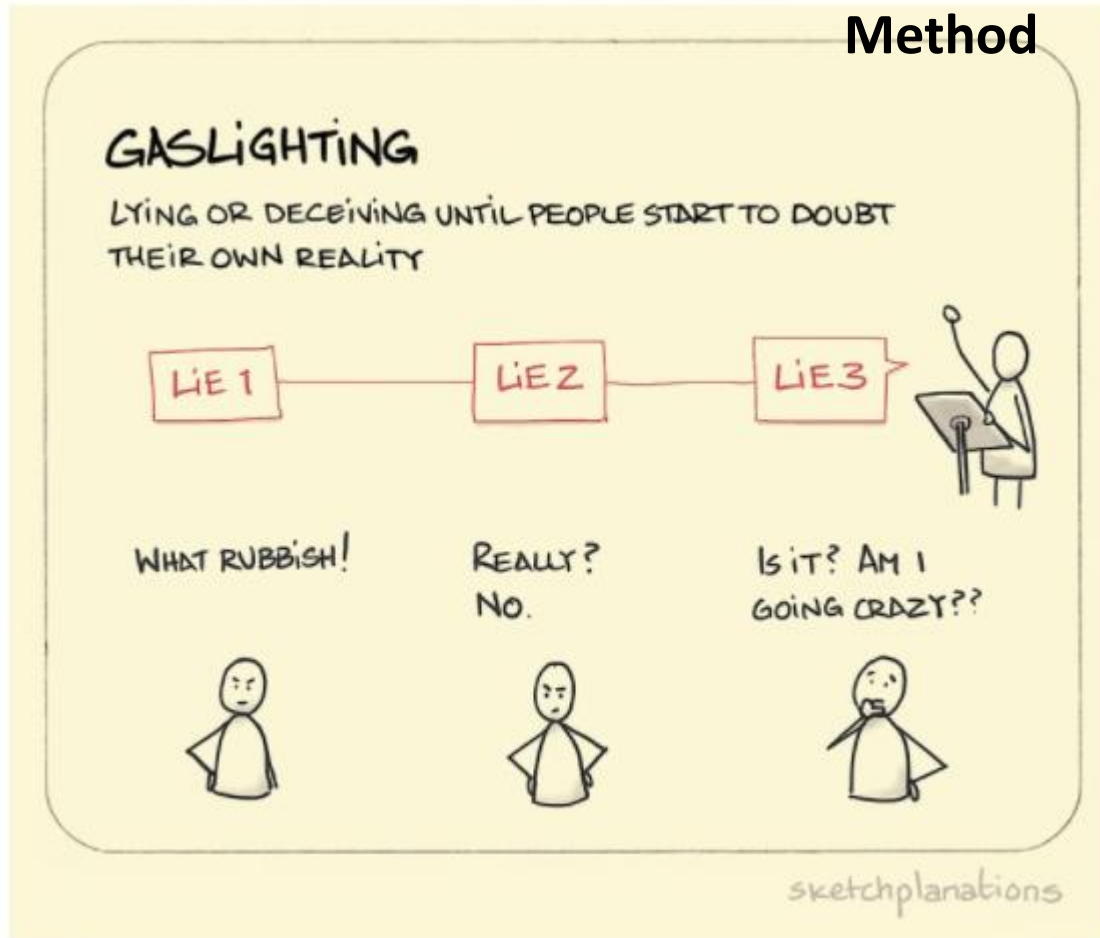 Method
GASLiGHTiNG
LYiNG OR DECEiViNG UNTiL PEOPLE START TO DOUBT
THEiR OWN REALiTY
LiE 1
LiE 2
LiE 3
WHAT RUBBiSH!
REALLY?
NO.
IS iT? AM I
GOiNG CRAZY??
sketchplanations